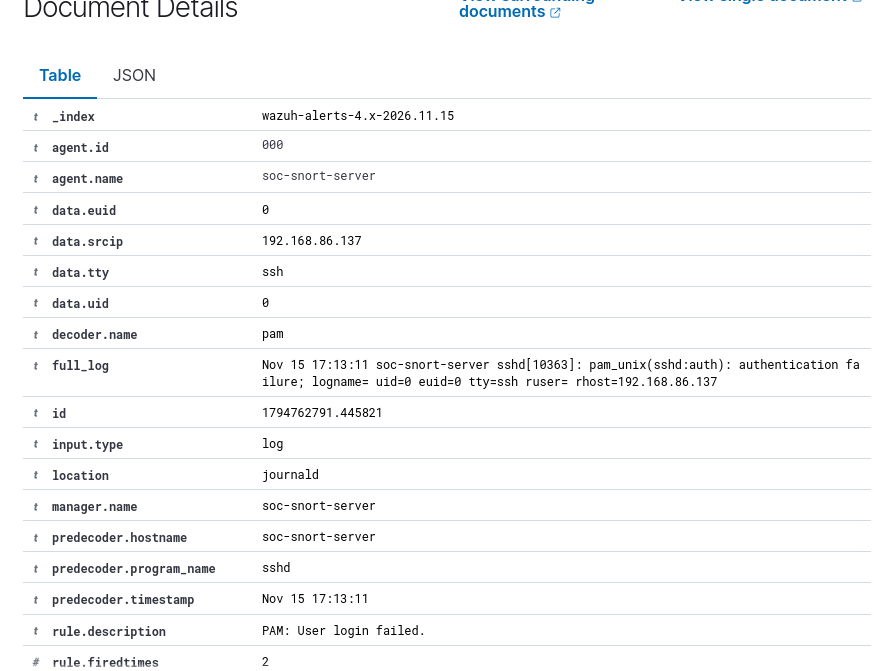 Document Details
View surrounding
documents
View single document
Table
JSON
t _index wazuh-alerts-4.x-2026.11.15
t agent.id 000
t agent.name soc-snort-server
t data.euid 0
t data.srcip 192.168.86.137
t data.tty ssh
t data.uid 0
t decoder.name pam
t full_log Nov 15 17:13:11 soc-snort-server sshd[10363]: pam_unix(sshd:auth): authentication fa
ilure; logname= uid=0 euid=0 tty=ssh ruser= rhost=192.168.86.137
t id 1794762791.445821
t input.type log
t location journald
t manager.name soc-snort-server
t predecoder.hostname soc-snort-server
t predecoder.program_name sshd
t predecoder.timestamp Nov 15 17:13:11
t rule.description PAM: User login failed.
# rule.firedtimes 2